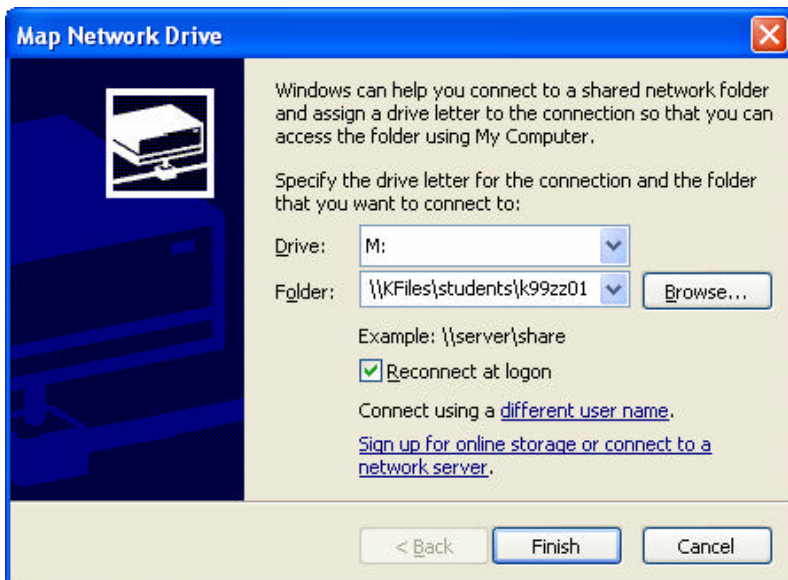 Map Network Drive
Windows can help you connect to a shared network folder
and assign a drive letter to the connection so that you can
access the folder using My Computer.
Specify the drive letter for the connection and the folder
that you want to connect to:
Drive: M:
Folder: \\KFiles\students\k99zz01 Browse...
Example: \\server\share
Reconnect at logon
Connect using a different user name.
Sign up for online storage or connect to a
network server.
< Back Finish Cancel